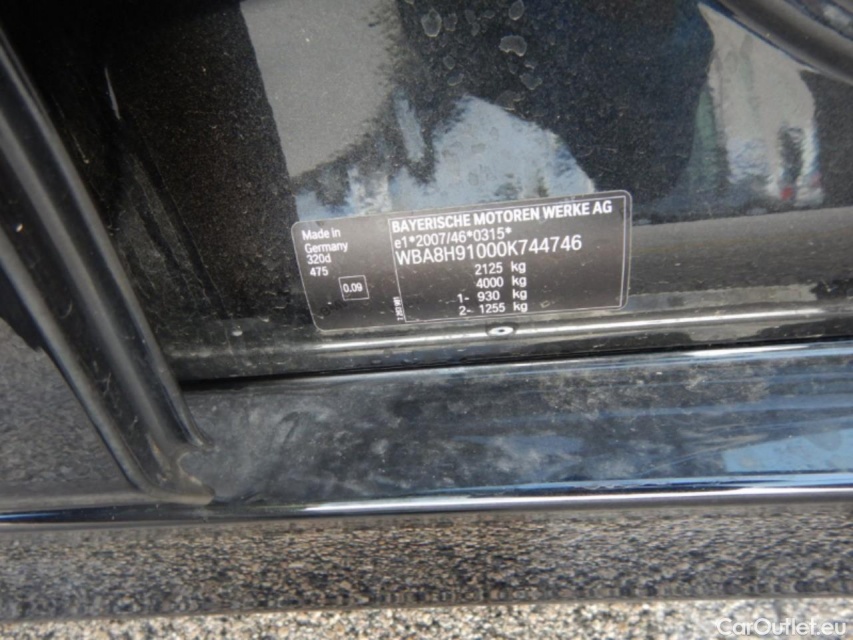 Made in
Germany
320d
475
0.09
BAYERISCHE MOTOREN WERKE AG
e1*2007/46*0315*
WBA8H91000K744746
2125 kg
4000 kg
1- 930 kg
2- 1255 kg
CarOutlet.eu